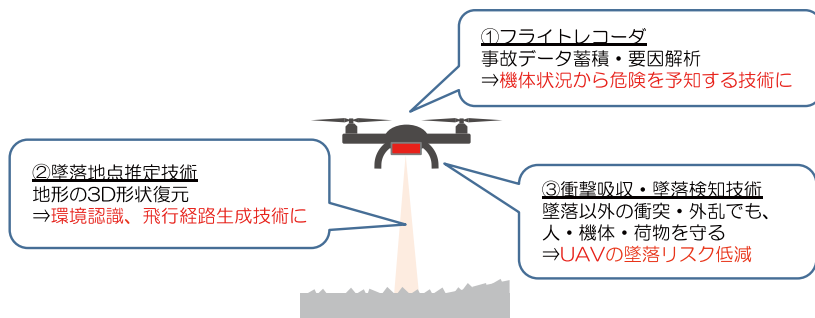 ①フライトレコーダ
事故データ蓄積・要因解析
⇒機体状況から危険を予知する技術に
②墜落地点推定技術
地形の3D形状復元
⇒環境認識、飛行経路生成技術に
③衝撃吸収・墜落検知技術
墜落以外の衝突・外乱でも、
人・機体・荷物を守る
⇒UAVの墜落リスク低減